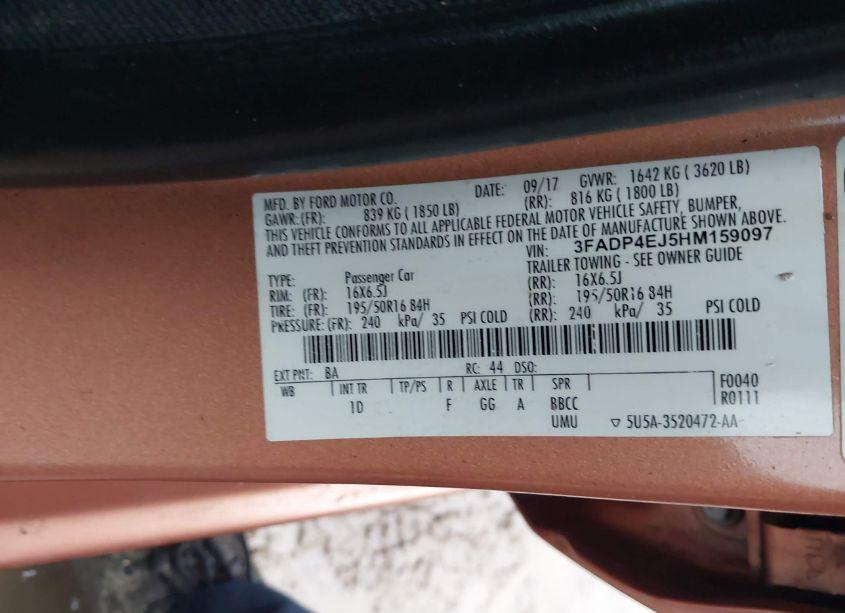 MFD. BY FORD MOTOR CO. DATE: 09/17 GVWR: 1642 KG ( 3620 LB)
GAWR:(FR): 839 KG ( 1850 LB) (RR): 816 KG ( 1800 LB)
THIS VEHICLE CONFORMS TO ALL APPLICABLE FEDERAL MOTOR VEHICLE SAFETY, BUMPER,
AND THEFT PREVENTION STANDARDS IN EFFECT ON THE DATE OF MANUFACTURE SHOWN ABOVE.
VIN: 3FADP4EJ5HM159097
TYPE: Passenger Car TRAILER TOWING - SEE OWNER GUIDE
RIM: (FR): 16X6.5J (RR): 16X6.5J
TIRE: (FR): 195/50R16 84H (RR): 195/50R16 84H
PRESSURE: (FR): 240 kPa/ 35 PSI COLD (RR): 240 kPa/ 35 PSI COLD
EXT PNT: BA RC: 44 DSO:
WB INT TR TP/PS R AXLE TR SPR F0040
1D F GG A BBCC R0111
UMU ▽ 5U5A-3520472-AA